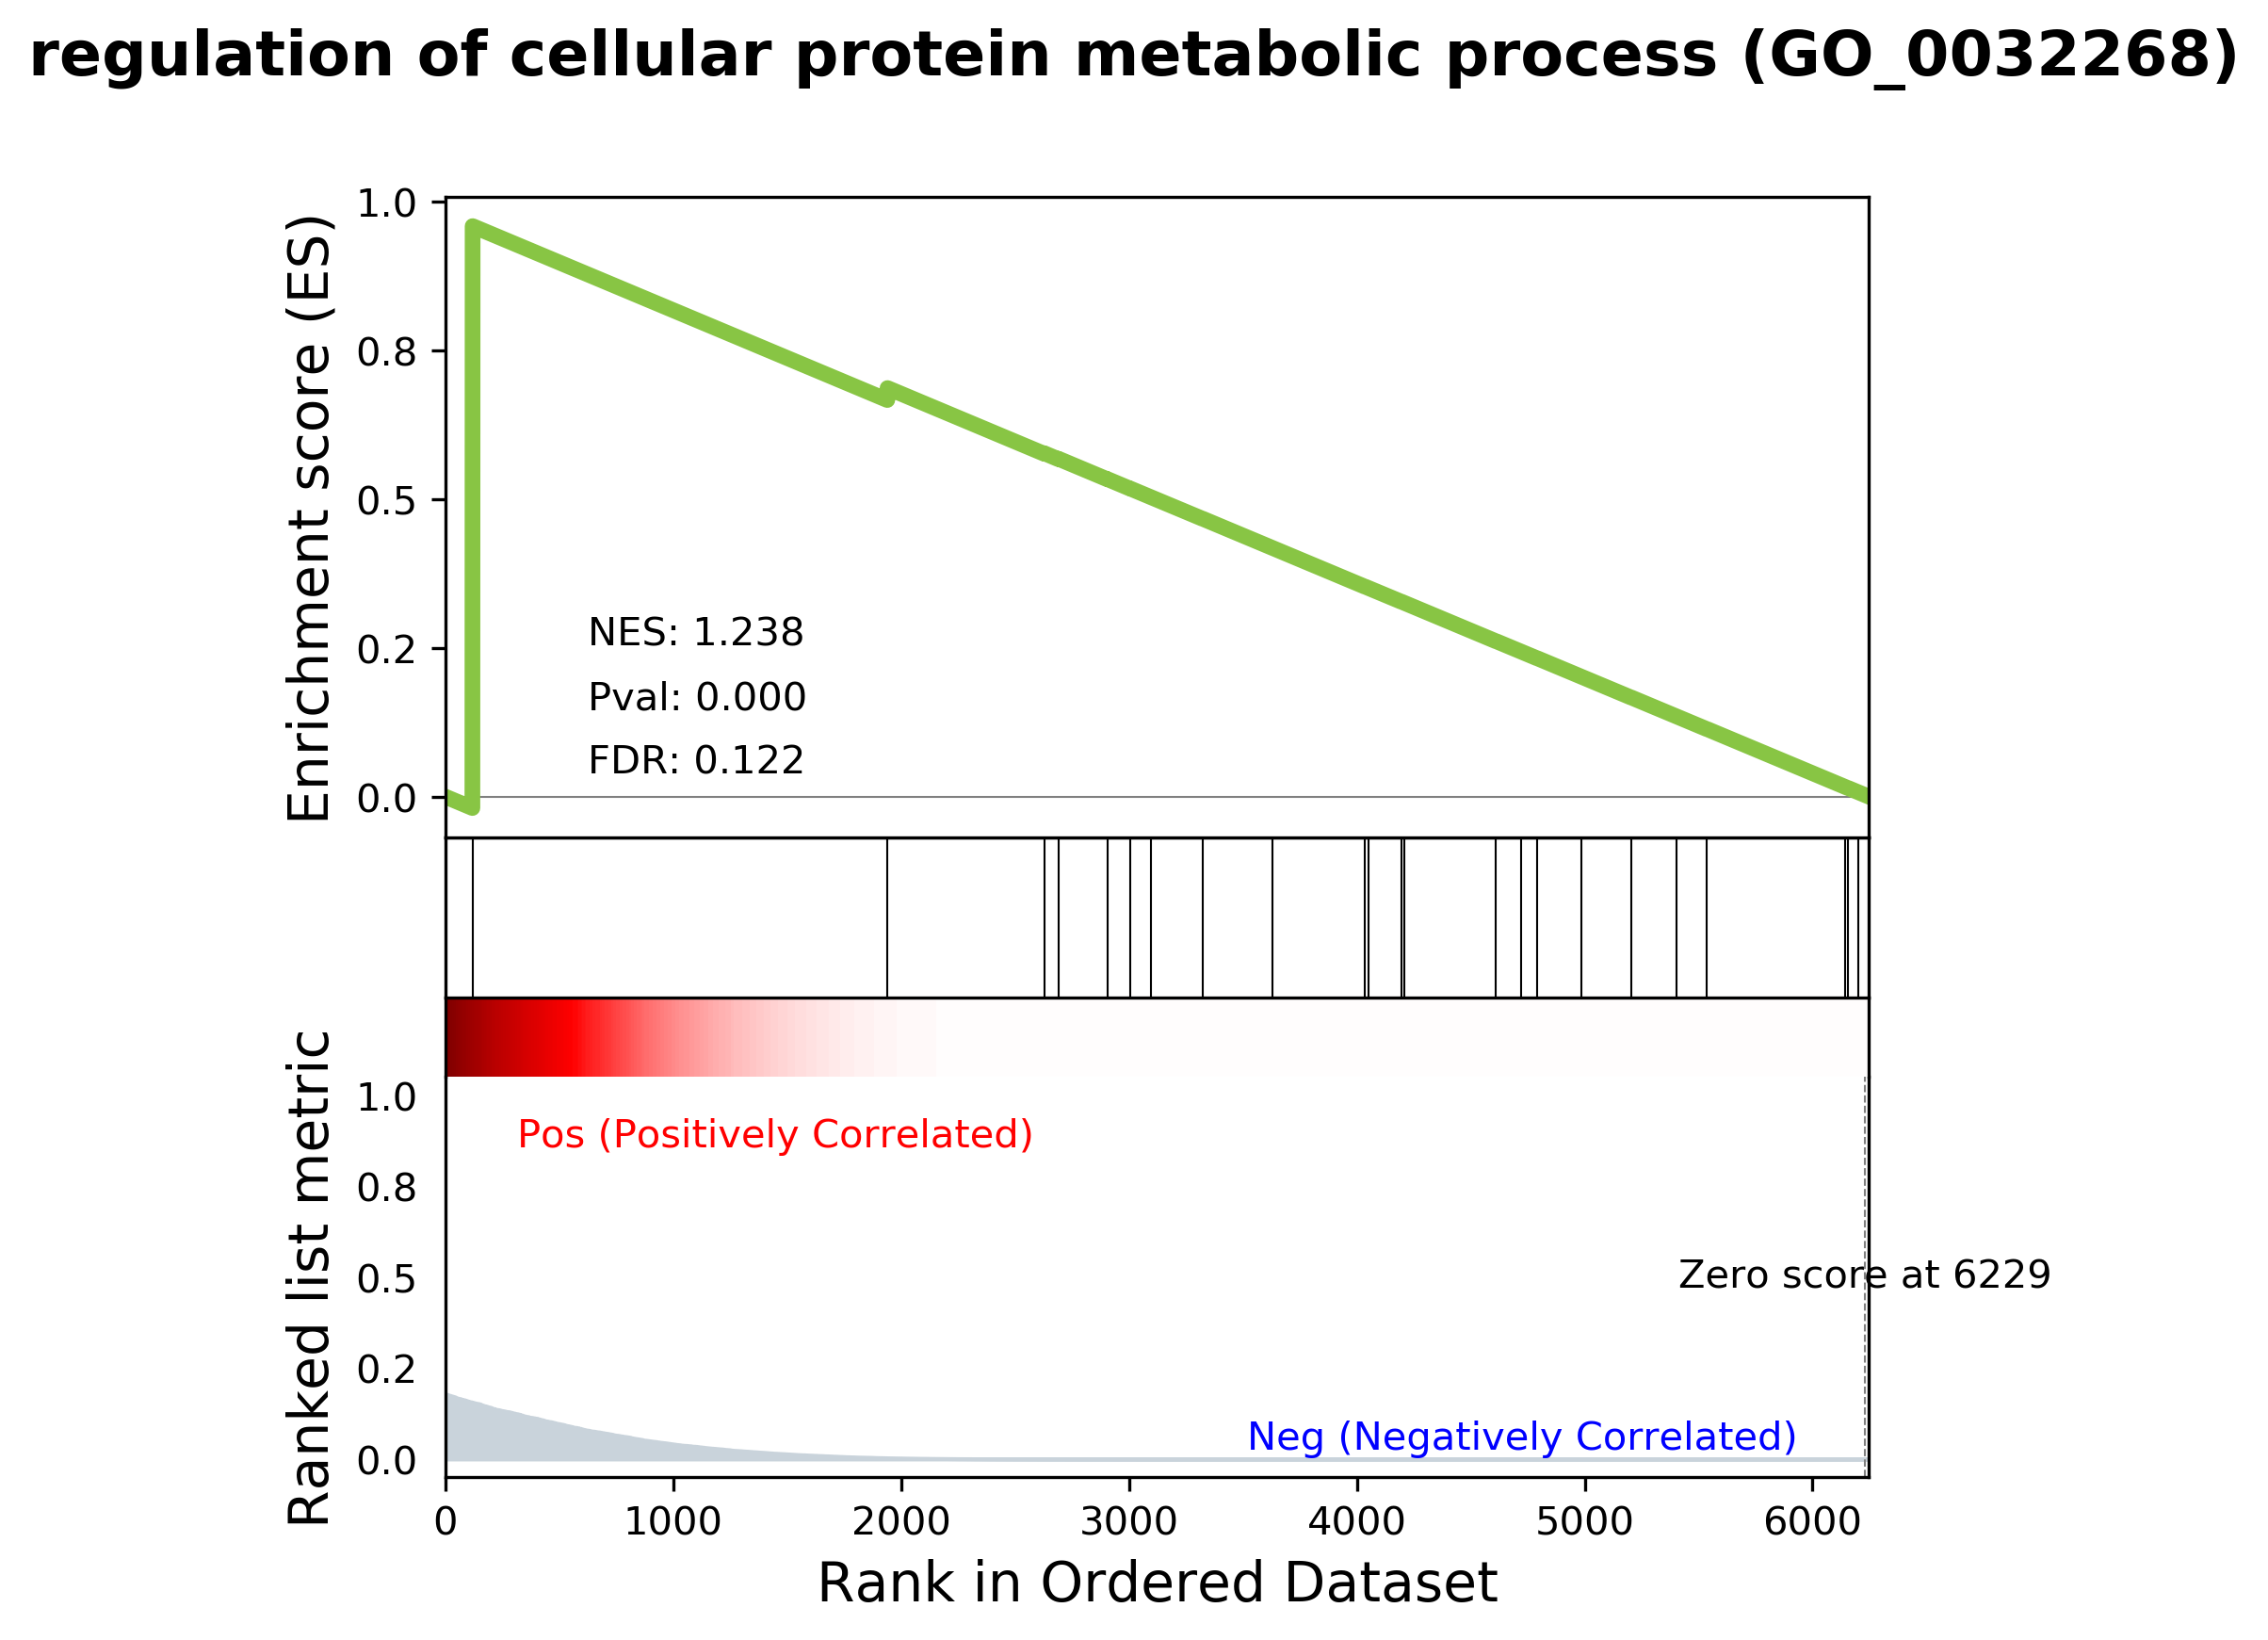 regulation of cellular protein metabolic process (GO_0032268)
Enrichment score (ES)
1.0
0.8
0.5
0.2
0.0
NES: 1.238
Pval: 0.000
FDR: 0.122
Ranked list metric
1.0
0.8
0.5
0.2
0.0
Pos (Positively Correlated)
Zero score at 6229
Neg (Negatively Correlated)
0 1000 2000 3000 4000 5000 6000
Rank in Ordered Dataset